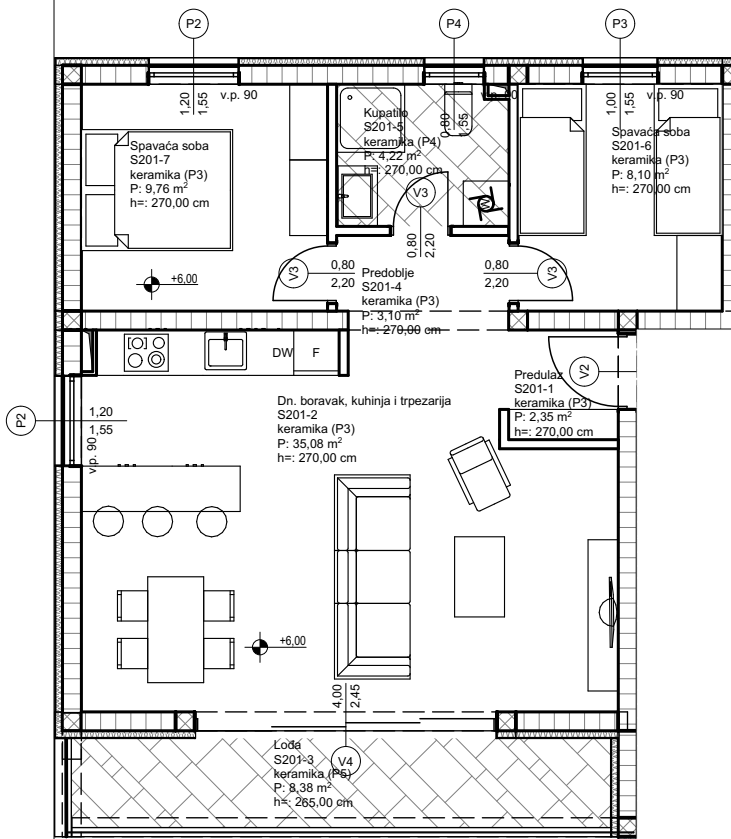 P2
P4
P3
1,20
1,55
v.p. 90
0,80
1,55
1,00
1,55
v.p. 90
Spavaća soba
S201-7
keramika (P3)
P: 9,76 m²
h=: 270,00 cm
Kupatilo
S201-5
keramika (P4)
P: 4,22 m²
h=: 270,00 cm
Spavaća soba
S201-6
keramika (P3)
P: 8,10 m²
h=: 270,00 cm
W
V3
0,80
2,20
+6,00
V3
0,80
2,20
Predoblje
S201-4
keramika (P3)
P: 3,10 m²
h=: 270,00 cm
0,80
2,20
V3
DW
F
Predulaz
S201-1
keramika (P3)
P: 2,35 m²
h=: 270,00 cm
V2
P2
1,20
1,55
v.p. 90
Dn. boravak, kuhinja i trpezarija
S201-2
keramika (P3)
P: 35,08 m²
h=: 270,00 cm
+6,00
4,00
2,45
V4
Lođa
S201-3
keramika (P5)
P: 8,38 m²
h=: 265,00 cm